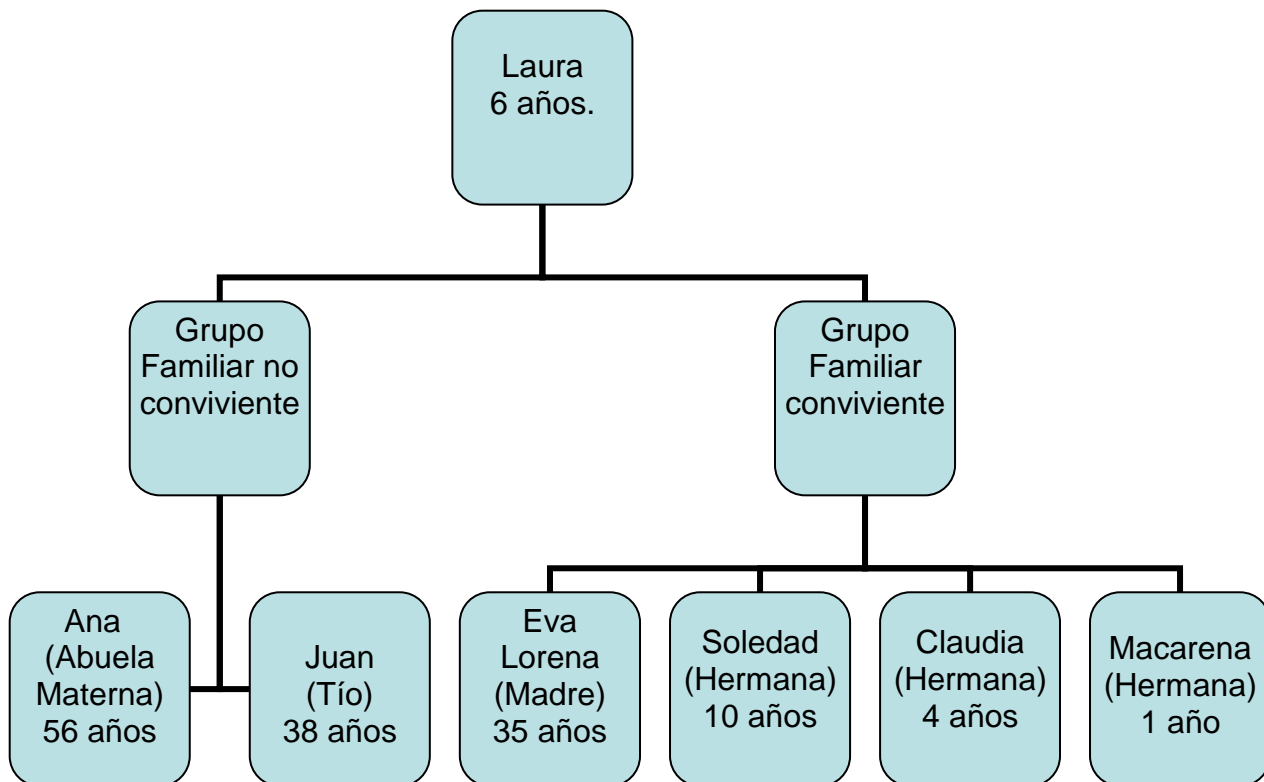 Laura
6 años.
Grupo
Familiar no
conviviente
Grupo
Familiar
conviviente
Ana
(Abuela
Materna)
56 años
Juan
(Tío)
38 años
Eva
Lorena
(Madre)
35 años
Soledad
(Hermana)
10 años
Claudia
(Hermana)
4 años
Macarena
(Hermana)
1 año